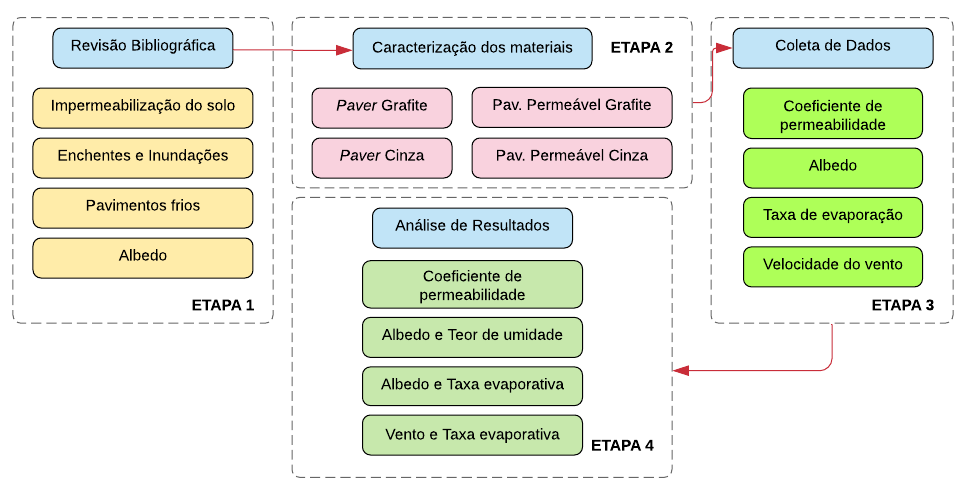 Revisão Bibliográfica
Impermeabilização do solo
Enchentes e Inundações
Pavimentos frios
Albedo
ETAPA 1
Caracterização dos materiais
ETAPA 2
Paver Grafite
Pav. Permeável Grafite
Paver Cinza
Pav. Permeável Cinza
Coleta de Dados
Coeficiente de
permeabilidade
Albedo
Taxa de evaporação
Velocidade do vento
ETAPA 3
Análise de Resultados
Coeficiente de
permeabilidade
Albedo e Teor de umidade
Albedo e Taxa evaporativa
Vento e Taxa evaporativa
ETAPA 4